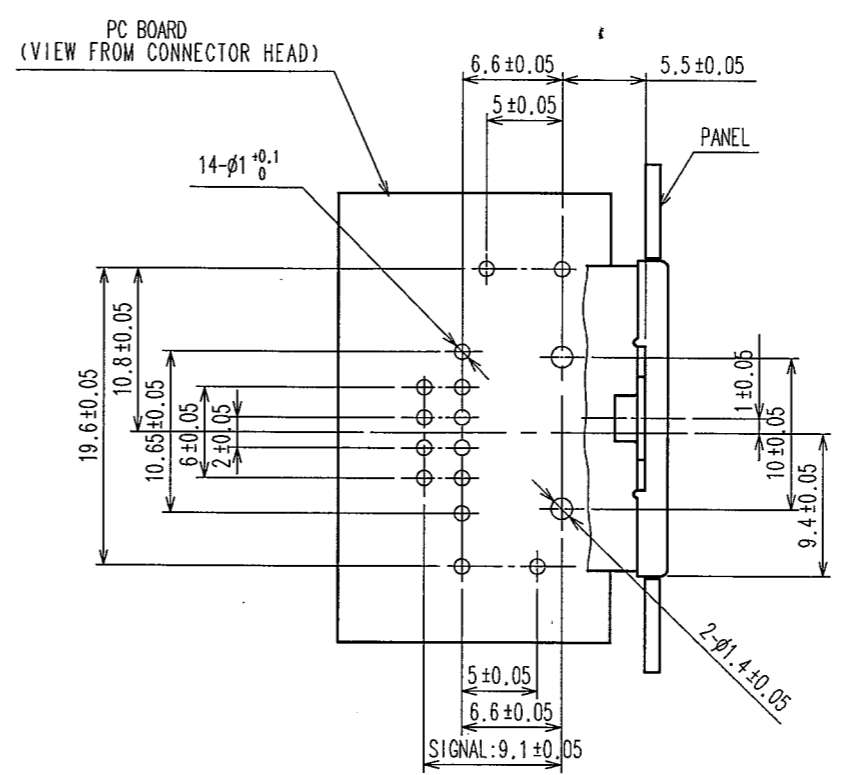 PC BOARD
(VIEW FROM CONNECTOR HEAD)
6.6±0.05
5.5±0.05
5±0.05
PANEL
14-ø1 +0.1 0
19.6±0.05
10.8±0.05
10.65±0.05
6±0.05
2±0.05
1±0.05
10±0.05
9.4±0.05
2-ø1.4±0.05
5±0.05
6.6±0.05
SIGNAL:9.1±0.05